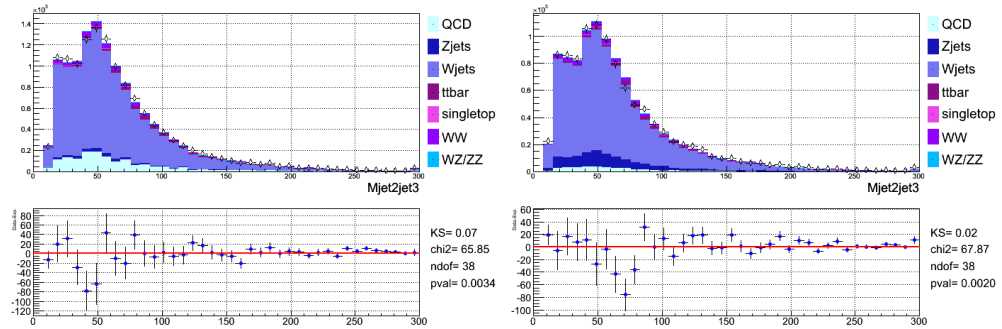 ×10³
1.4
1.2
1
0.8
0.6
0.4
0.2
0
0 50 100 150 200 250 300
Mjet2jet3
QCD
Zjets
Wjets
ttbar
singletop
WW
WZ/ZZ
×10³
1
0.8
0.6
0.4
0.2
0
0 50 100 150 200 250 300
Mjet2jet3
QCD
Zjets
Wjets
ttbar
singletop
WW
WZ/ZZ
80
60
40
20
0
-20
-40
-60
-80
-100
-120
0 50 100 150 200 250 300
KS= 0.07
chi2= 65.85
ndof= 38
pval= 0.0034
60
40
20
0
-20
-40
-60
-80
-100
0 50 100 150 200 250 300
KS= 0.02
chi2= 67.87
ndof= 38
pval= 0.0020